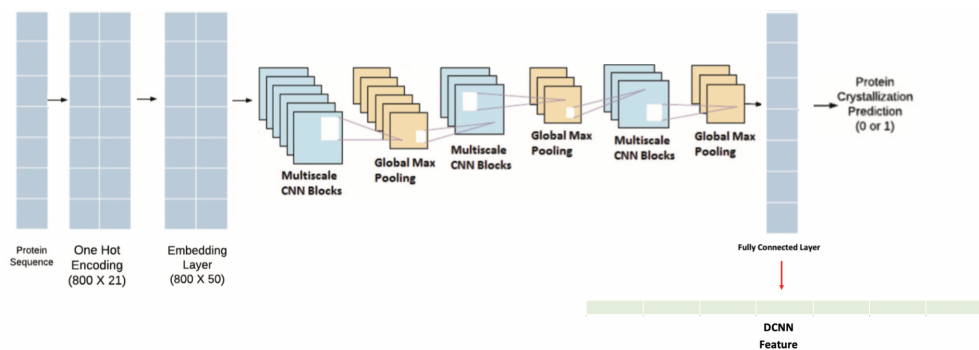 Protein
Sequence
One Hot
Encoding
(800 X 21)
Embedding
Layer
(800 X 50)
Multiscale
CNN Blocks
Global Max
Pooling
Multiscale
CNN Blocks
Global Max
Pooling
Multiscale
CNN Blocks
Global Max
Pooling
Fully Connected Layer
Protein
Crystallization
Prediction
(0 or 1)
DCNN
Feature